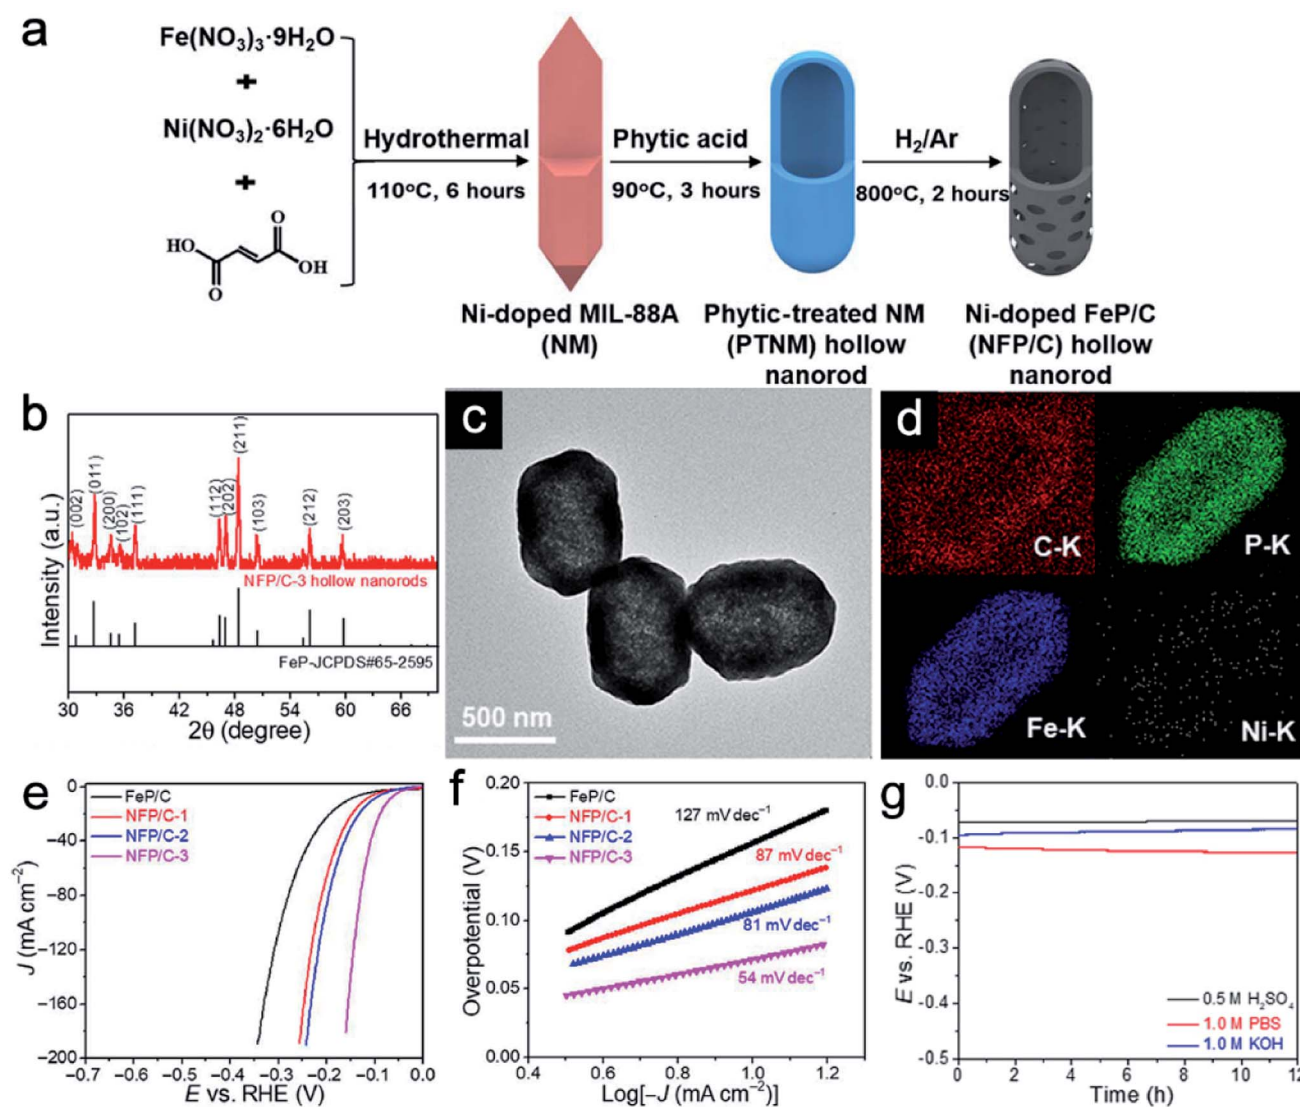 a
Fe(NO₃)₃·9H₂O
+
Ni(NO₃)₂·6H₂O
+
HO
O
O
OH
Hydrothermal
110°C, 6 hours
Phytic acid
90°C, 3 hours
H₂/Ar
800°C, 2 hours
Ni-doped MIL-88A
(NM)
Phytic-treated NM
(PTNM) hollow
nanorod
Ni-doped FeP/C
(NFP/C) hollow
nanorod
b
Intensity (a.u.)
(002)
(011)
(200)
(102)
(111)
(112)
(202)
(211)
(103)
(212)
(203)
NFP/C-3 hollow nanorods
FeP-JCPDS#65-2595
30 36 42 48 54 60 66
2θ (degree)
c
500 nm
d
C-K
P-K
Fe-K
Ni-K
e
FeP/C
NFP/C-1
NFP/C-2
NFP/C-3
J (mA cm⁻²)
0
−40
−80
−120
−160
−200
−0.7 −0.6 −0.5 −0.4 −0.3 −0.2 −0.1 0.0
E vs. RHE (V)
f
FeP/C
NFP/C-1
NFP/C-2
NFP/C-3
127 mV dec⁻¹
87 mV dec⁻¹
81 mV dec⁻¹
54 mV dec⁻¹
Overpotential (V)
0.20
0.15
0.10
0.05
0.00
0.4 0.6 0.8 1.0 1.2
Log[−J (mA cm⁻²)]
g
E vs. RHE (V)
0.0
-0.1
-0.2
-0.3
-0.4
-0.5
0.5 M H₂SO₄
1.0 M PBS
1.0 M KOH
0 2 4 6 8 10 12
Time (h)